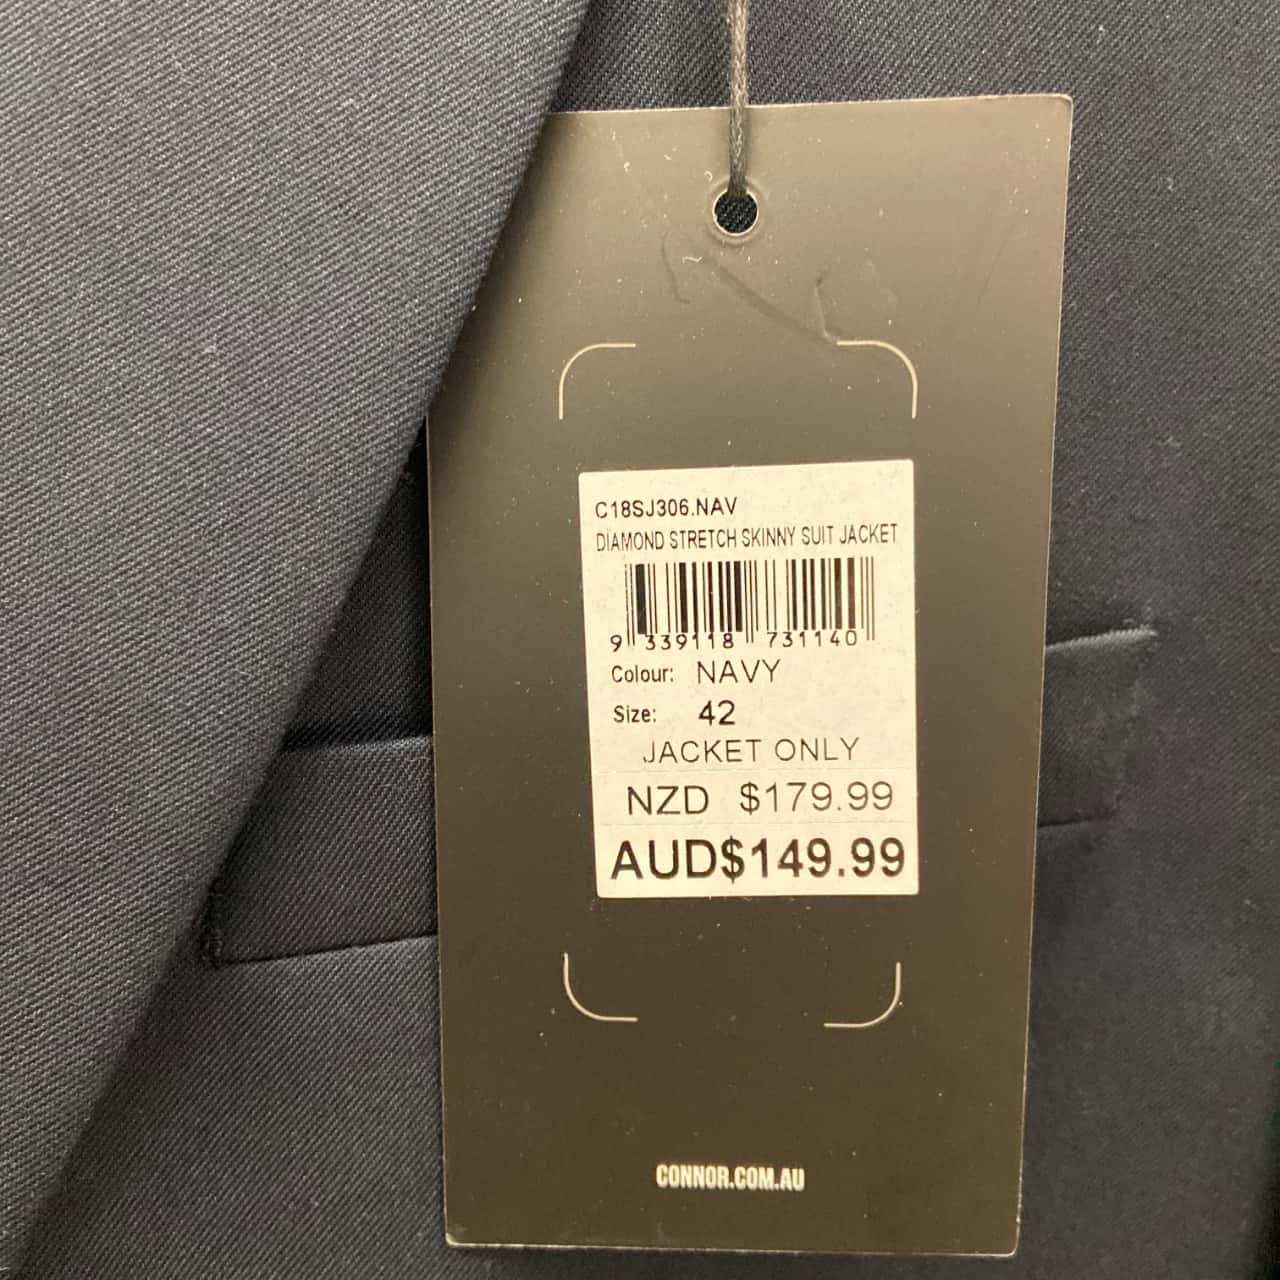 C18SJ306.NAV
DIAMOND STRETCH SKINNY SUIT JACKET
9 339118 731140
Colour: NAVY
Size: 42
JACKET ONLY
NZD $179.99
AUD$149.99
CONNOR.COM.AU